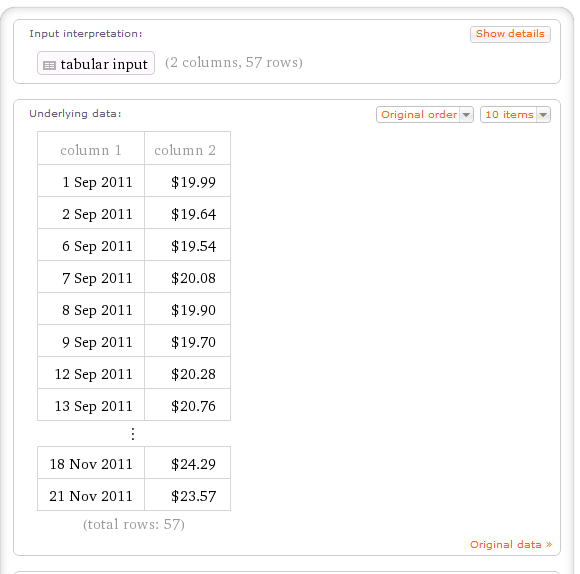 Input interpretation:
Show details
tabular input (2 columns, 57 rows)
Underlying data:
Original order 10 items
column 1 column 2
1 Sep 2011 $19.99
2 Sep 2011 $19.64
6 Sep 2011 $19.54
7 Sep 2011 $20.08
8 Sep 2011 $19.90
9 Sep 2011 $19.70
12 Sep 2011 $20.28
13 Sep 2011 $20.76
⋮
18 Nov 2011 $24.29
21 Nov 2011 $23.57
(total rows: 57)
Original data »